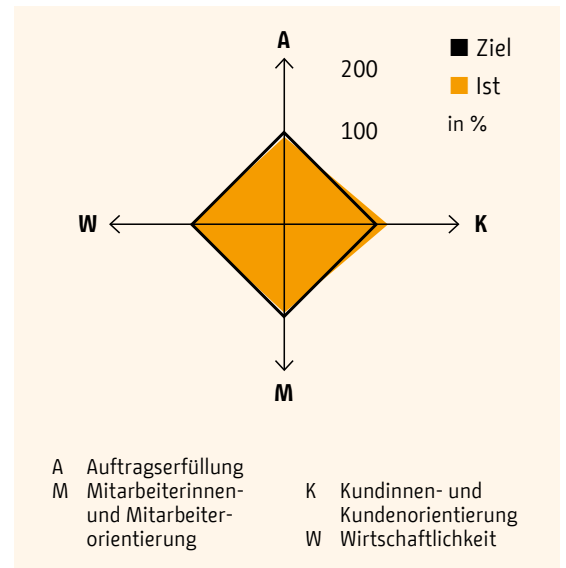 A
200
100
Ziel
Ist
in %
W
K
M
A Auftragserfüllung
M Mitarbeiterinnen-
und Mitarbeiter-
orientierung
K Kundinnen- und
Kundenorientierung
W Wirtschaftlichkeit